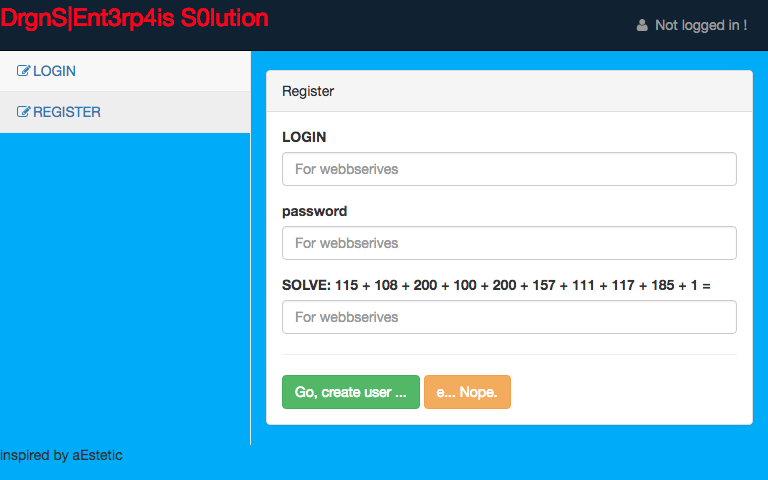 DrgnS|Ent3rp4is S0lution
Not logged in !
LOGIN
REGISTER
Register
LOGIN
For webbserives
password
For webbserives
SOLVE: 115 + 108 + 200 + 100 + 200 + 157 + 111 + 117 + 185 + 1 =
For webbserives
Go, create user ...
e... Nope.
inspired by aEstetic